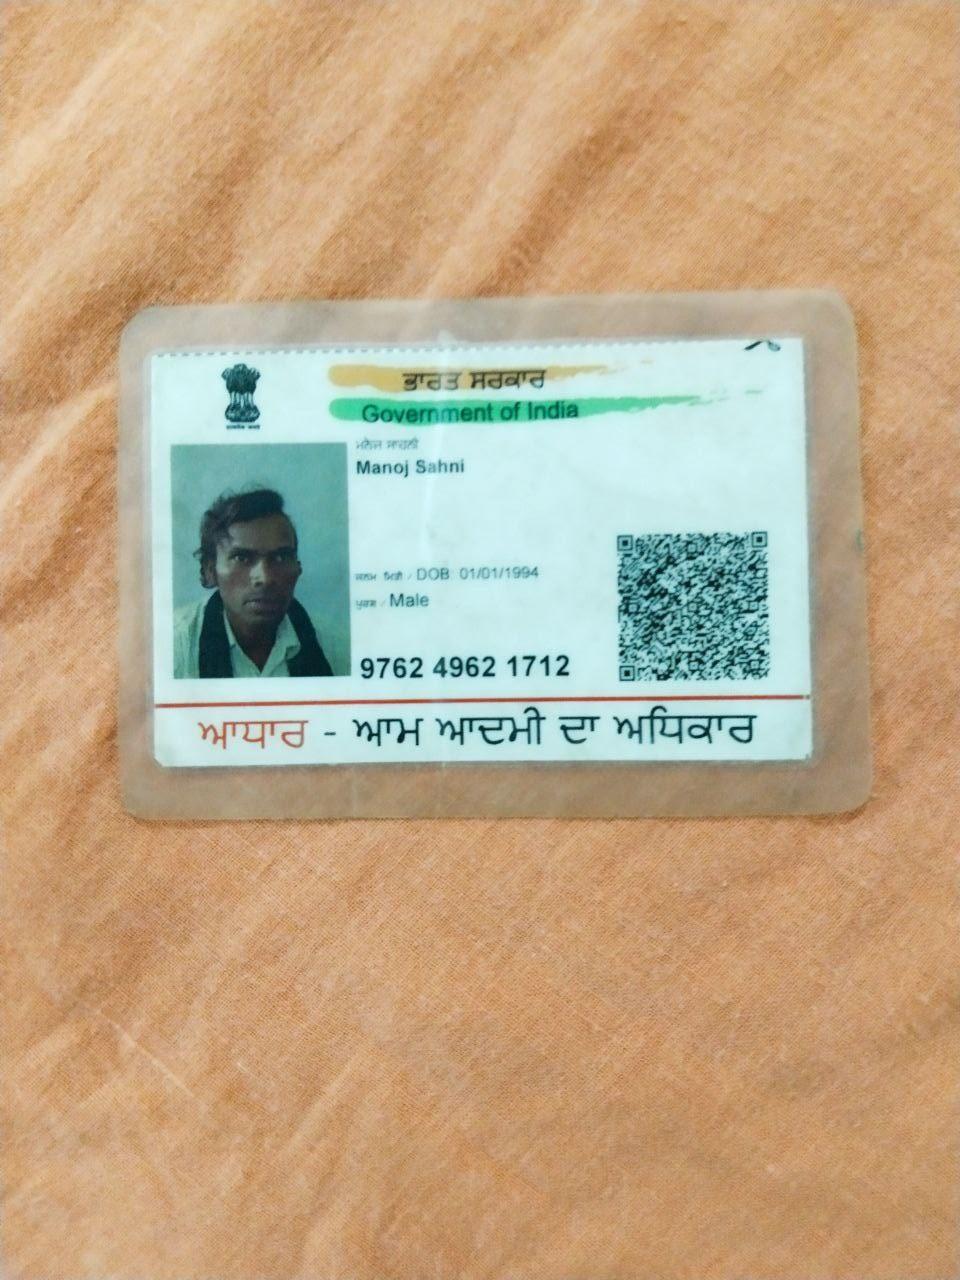 ਭਾਰਤ ਸਰਕਾਰ
Government of India
ਮਨੋਜ ਸਾਹਨੀ
Manoj Sahni
ਜਨਮ ਮਿਤੀ / DOB: 01/01/1994
ਪੁਰਸ਼ / Male
9762 4962 1712
ਆਧਾਰ - ਆਮ ਆਦਮੀ ਦਾ ਅਧਿਕਾਰ